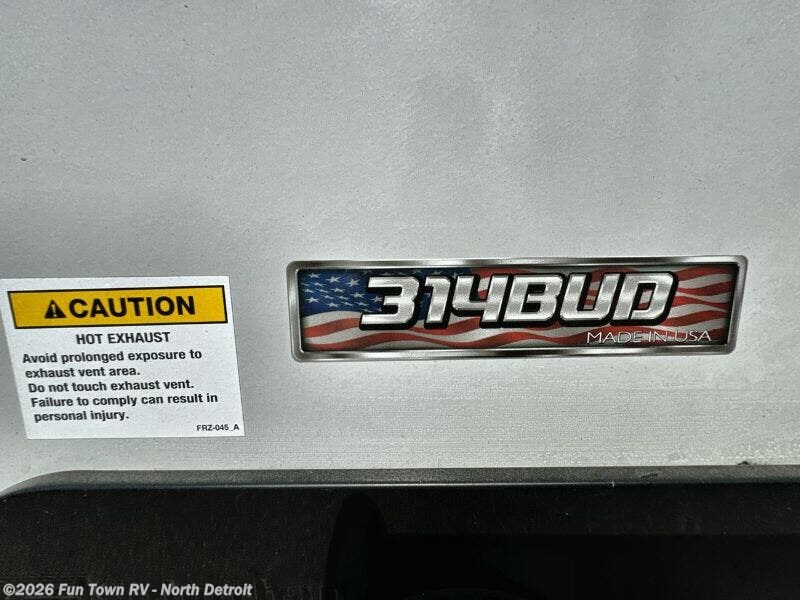 314BUD
MADE IN USA
⚠CAUTION
HOT EXHAUST
Avoid prolonged exposure to
exhaust vent area.
Do not touch exhaust vent.
Failure to comply can result in
personal injury.
FRZ-045_A
©2026 Fun Town RV - North Detroit